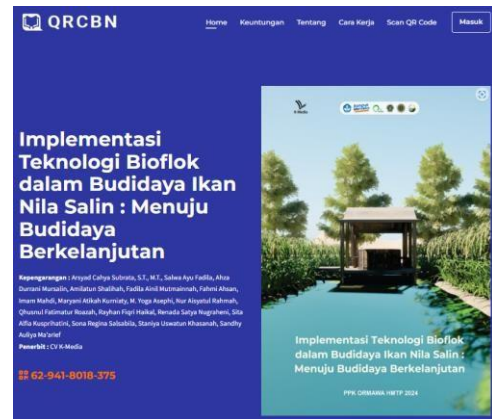 QRCBN
Home Keuntungan Tentang Cara Kerja Scan QR Code Masuk
Implementasi
Teknologi Bioflok
dalam Budidaya Ikan
Nila Salin : Menuju
Budidaya
Berkelanjutan
Kepengarangan : Arsyad Cahya Subrata, S.T., M.T., Salwa Ayu Fadila, Ahza
Durrani Mursalin, Amilatun Shalihah, Fadila Ainil Mutmainnah, Fahmi Ahsan,
Imam Mahdi, Maryani Atikah Kurniaty, M. Yoga Asephi, Nur Aisyatul Rahmah,
Qhusnul Fatimatur Roazah, Rayhan Fiqri Haikal, Renada Satya Nugraheni, Sita
Alfia Kusprihatini, Sona Regina Salsabila, Staniya Uswatun Khasanah, Sandhy
Auliya Ma'arief
Penerbit : CV K-Media
62-941-8018-375
K-Media
Implementasi Teknologi Bioflok
dalam Budidaya Ikan Nila Salin :
Menuju Budidaya Berkelanjutan
PPK ORMAWA HMTP 2024